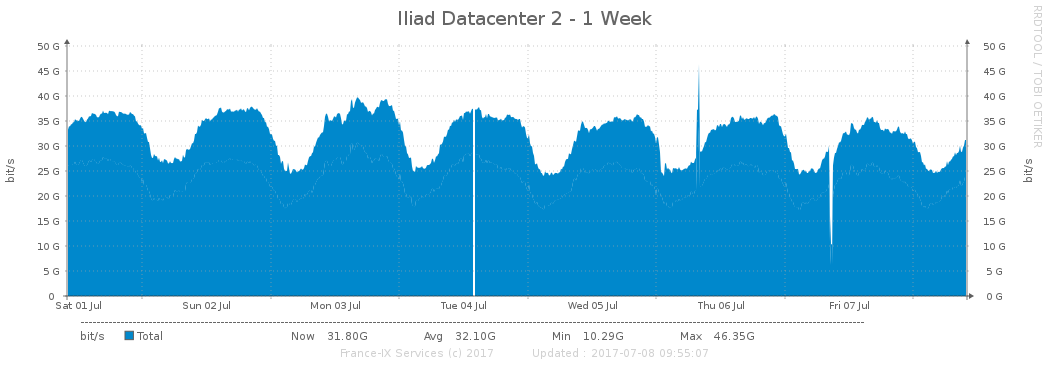 Iliad Datacenter 2 - 1 Week
RRDTOOL / TOBI OETIKER
bit/s
50 G 50 G
45 G 45 G
40 G 40 G
35 G 35 G
30 G 30 G
25 G 25 G
20 G 20 G
15 G 15 G
10 G 10 G
5 G 5 G
0 0 G
bit/s
Sat 01 Jul Sun 02 Jul Mon 03 Jul Tue 04 Jul Wed 05 Jul Thu 06 Jul Fri 07 Jul
bit/s Total Now 31.80G Avg 32.10G Min 10.29G Max 46.35G
France-IX Services (c) 2017 Updated : 2017-07-08 09:55:07